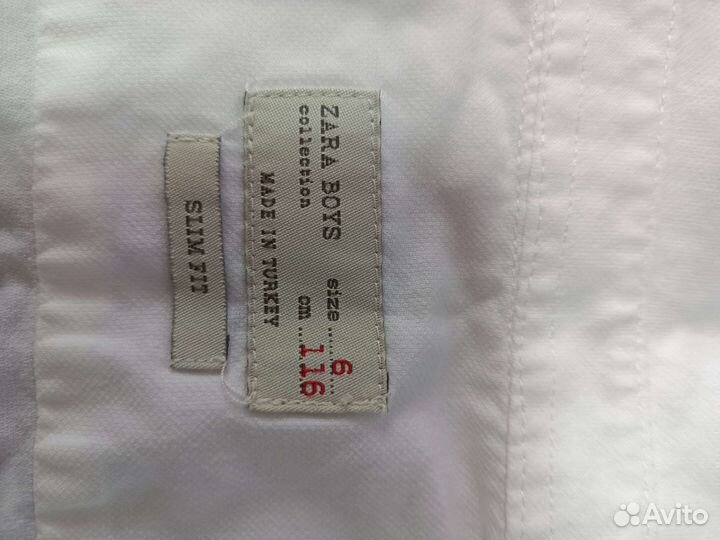 ZARA BOYS size......6
collection cm......116
MADE IN TURKEY
SLIM FIT
Avito